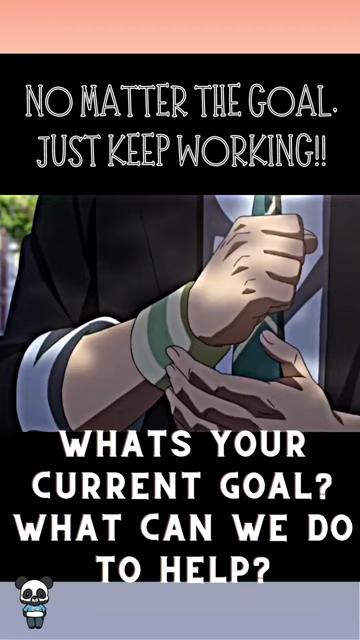 NO MATTER THE GOAL.
JUST KEEP WORKING!!
WHATS YOUR
CURRENT GOAL?
WHAT CAN WE DO
TO HELP?